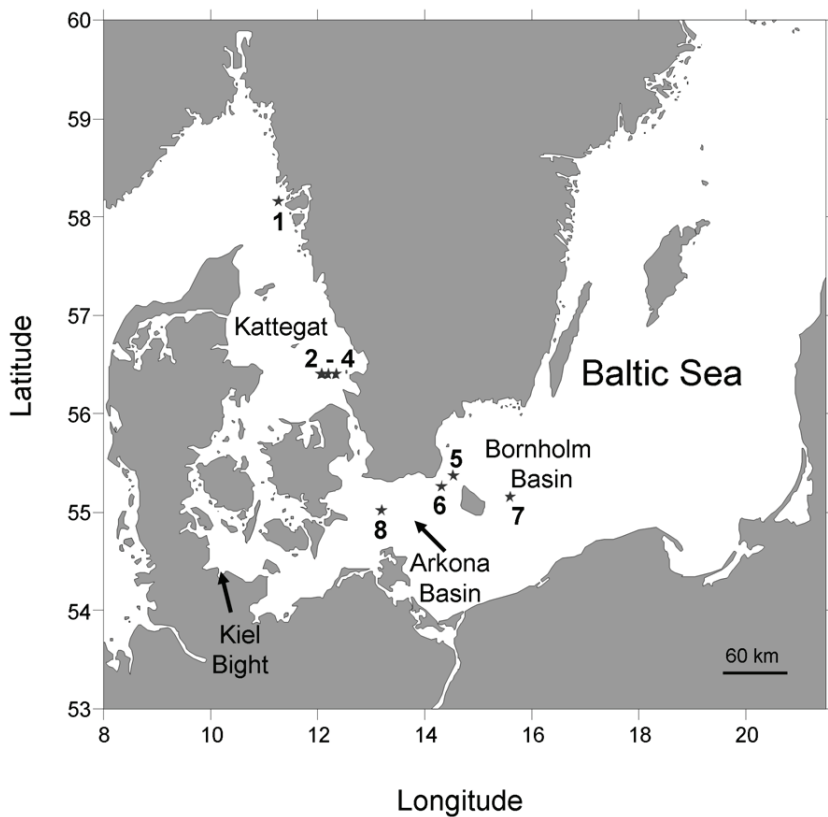 60
59
58
57
56
55
54
53
Latitude
1
Kattegat
2 - 4
Baltic Sea
5
Bornholm
Basin
6
7
8
Arkona
Basin
Kiel
Bight
60 km
8
10
12
14
16
18
20
Longitude